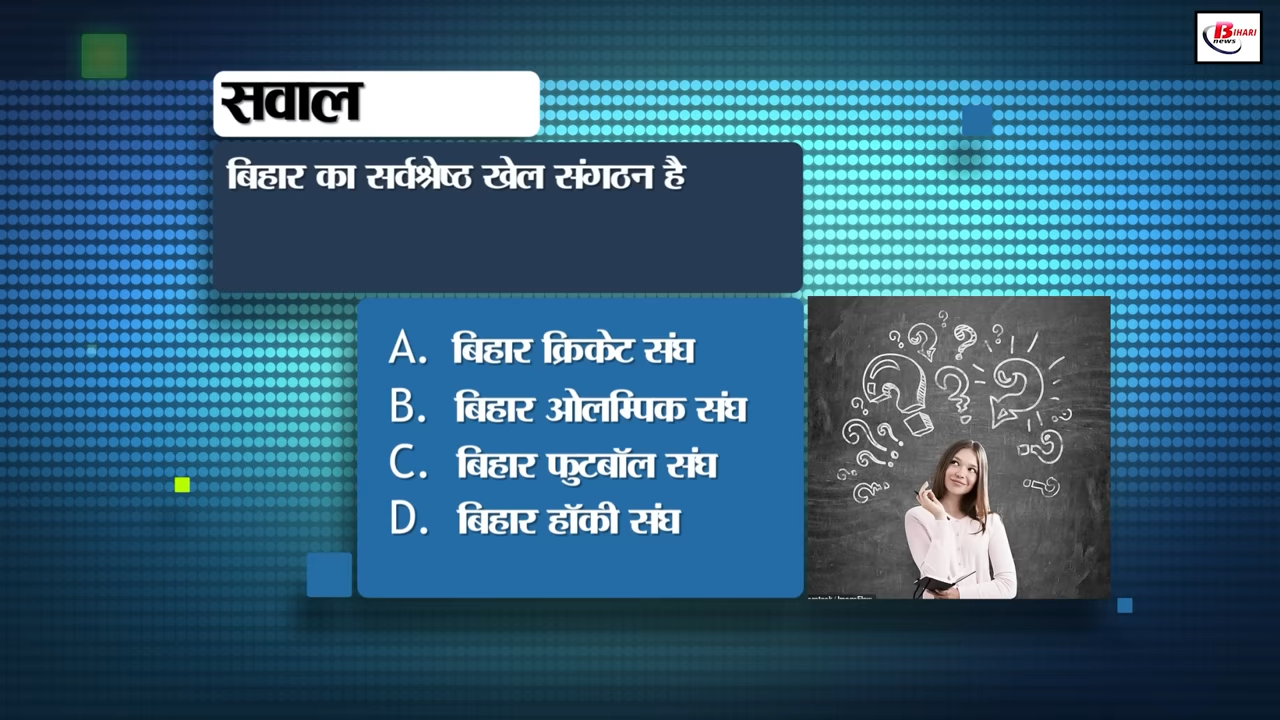 BIHARI
news
सवाल
बिहार का सर्वश्रेष्ठ खेल संगठन है
A. बिहार क्रिकेट संघ
B. बिहार ओलम्पिक संघ
C. बिहार फुटबॉल संघ
D. बिहार हॉकी संघ